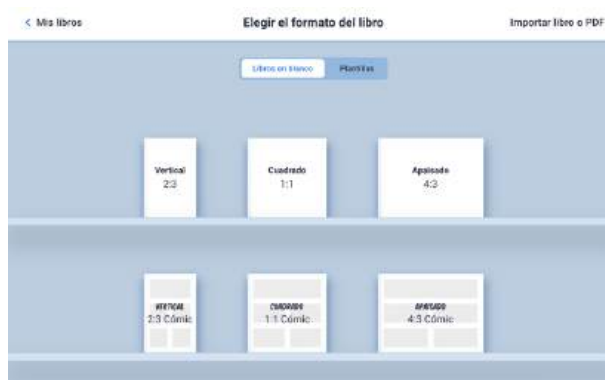 Mis libros
Elegir el formato del libro
Importar libro o PDF
Libros en blanco
Plantillas
Vertical
2:3
Cuadrado
1:1
Apaisado
4:3
VERTICAL
2:3 Cómic
CUADRADO
1:1 Cómic
APAISADO
4:3 Cómic